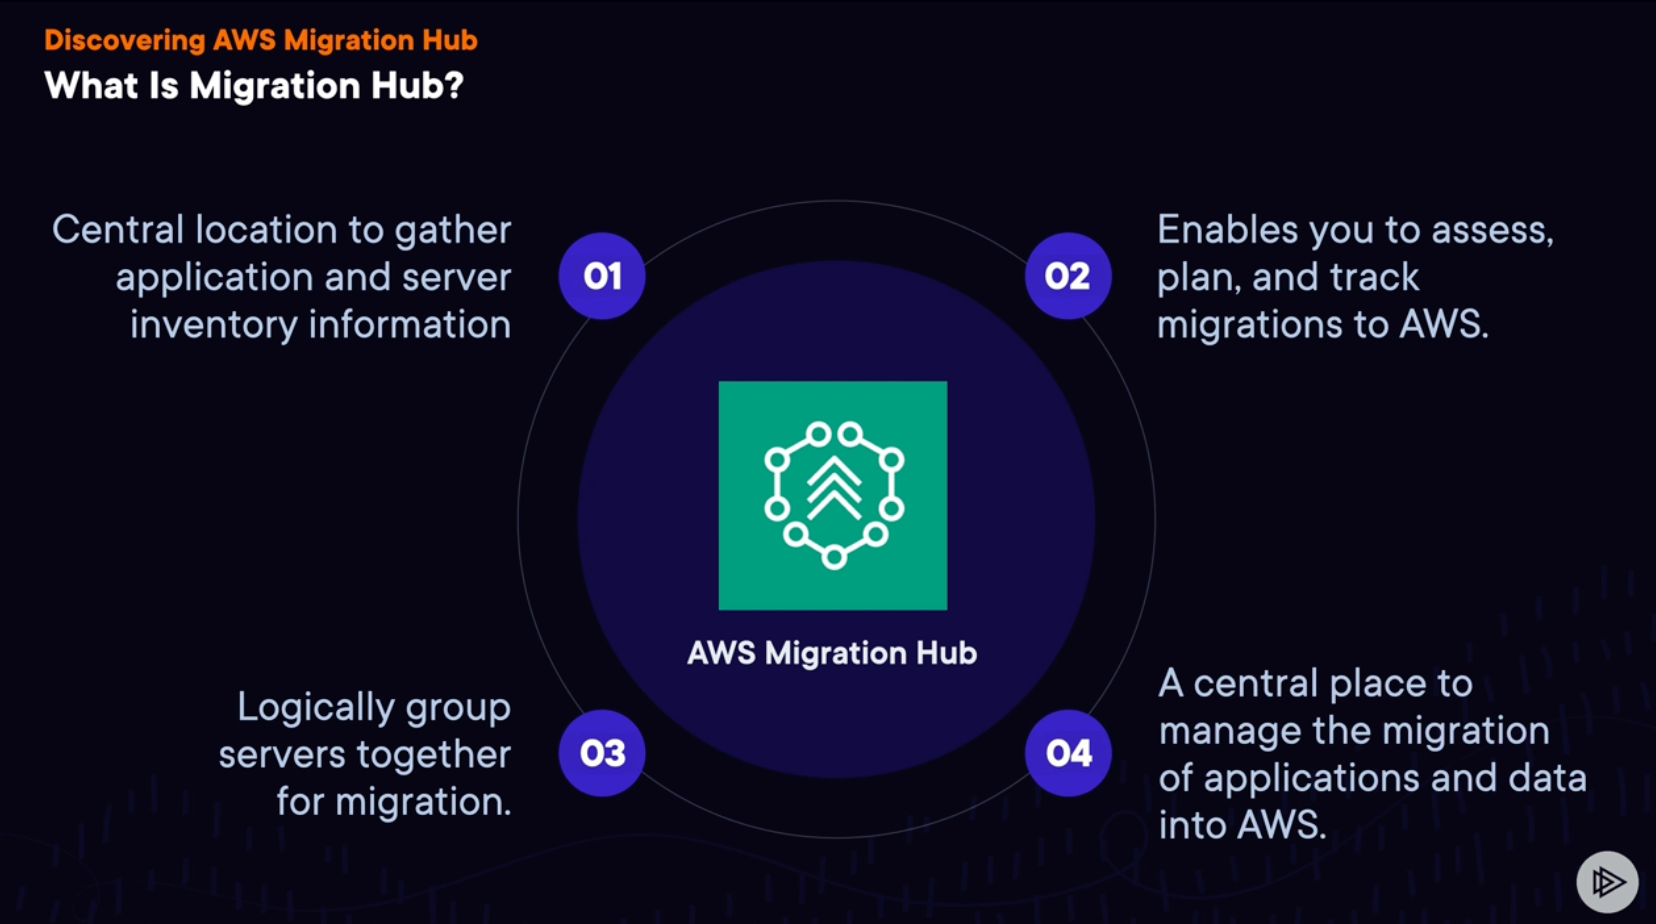 Discovering AWS Migration Hub
What Is Migration Hub?
01
Central location to gather
application and server
inventory information
02
Enables you to assess,
plan, and track
migrations to AWS.
AWS Migration Hub
03
Logically group
servers together
for migration.
04
A central place to
manage the migration
of applications and data
into AWS.